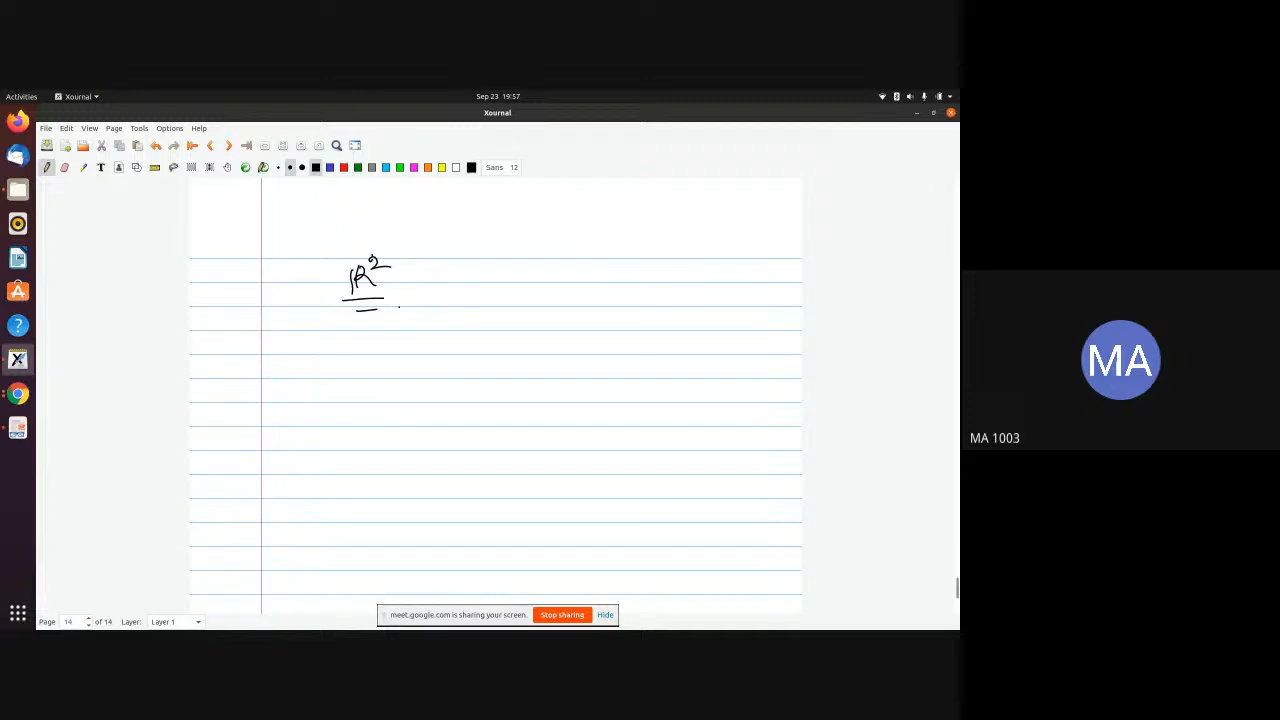 Activities Xournal Sep 23 19:57
Xournal
File Edit View Page Tools Options Help
T Sans 12
ℝ²
MA
MA 1003
meet.google.com is sharing your screen. Stop sharing Hide
Page 14 of 14 Layer: Layer 1